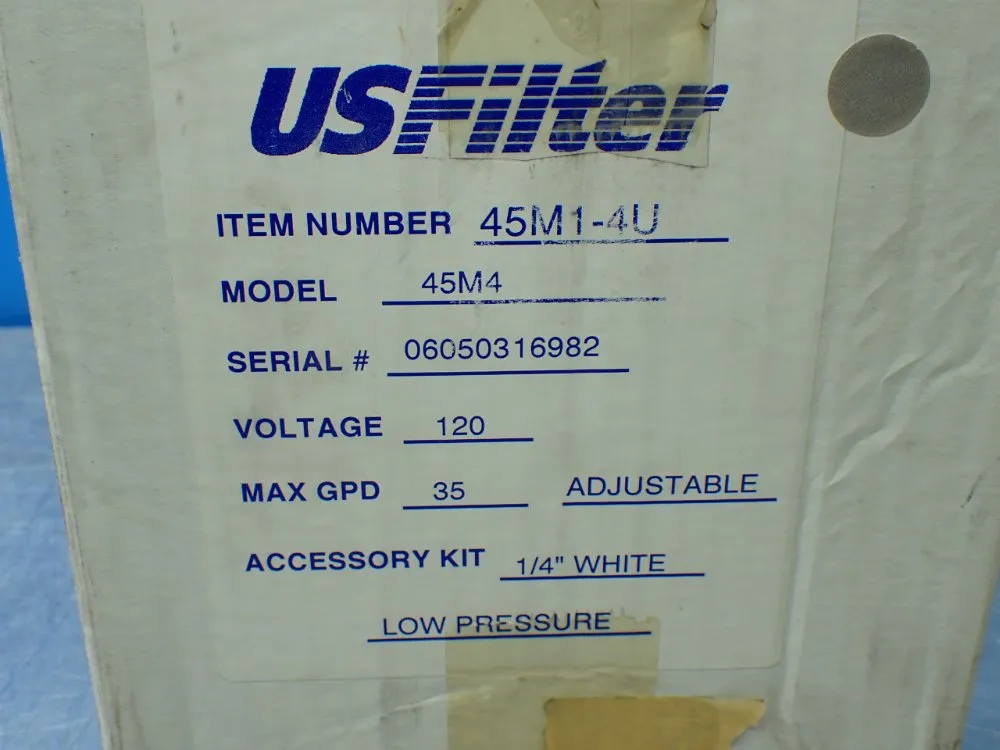 USFilter
ITEM NUMBER 45M1-4U
MODEL 45M4
SERIAL # 06050316982
VOLTAGE 120
MAX GPD 35 ADJUSTABLE
ACCESSORY KIT 1/4" WHITE
LOW PRESSURE